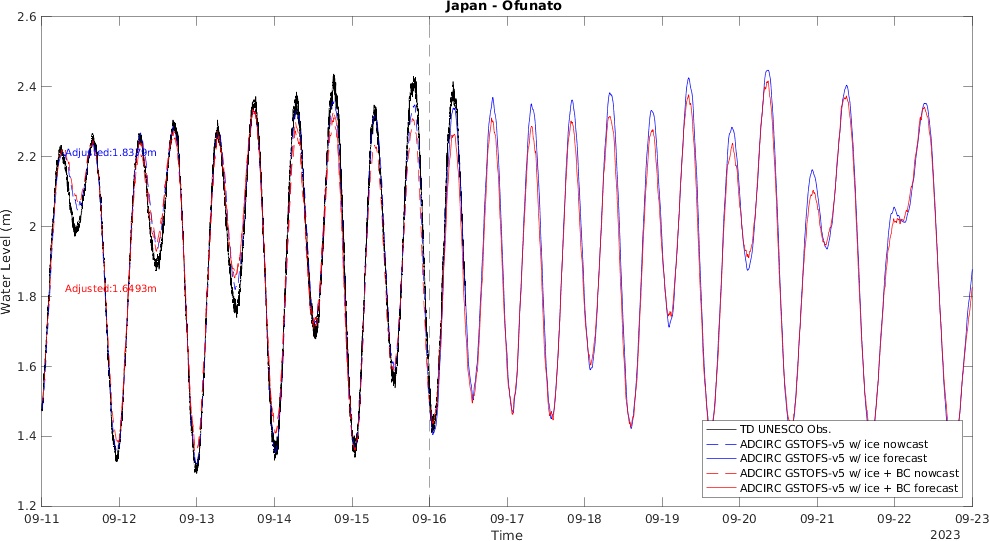 Japan - Ofunato
2.6
2.4
2.2
2
1.8
1.6
1.4
1.2
Water Level (m)
Adjusted:1.6493m
TD UNESCO Obs.
ADCIRC GSTOFS-v5 w/ ice nowcast
ADCIRC GSTOFS-v5 w/ ice forecast
ADCIRC GSTOFS-v5 w/ ice + BC nowcast
ADCIRC GSTOFS-v5 w/ ice + BC forecast
09-11 09-12 09-13 09-14 09-15 09-16 09-17 09-18 09-19 09-20 09-21 09-22 09-23
Time
2023